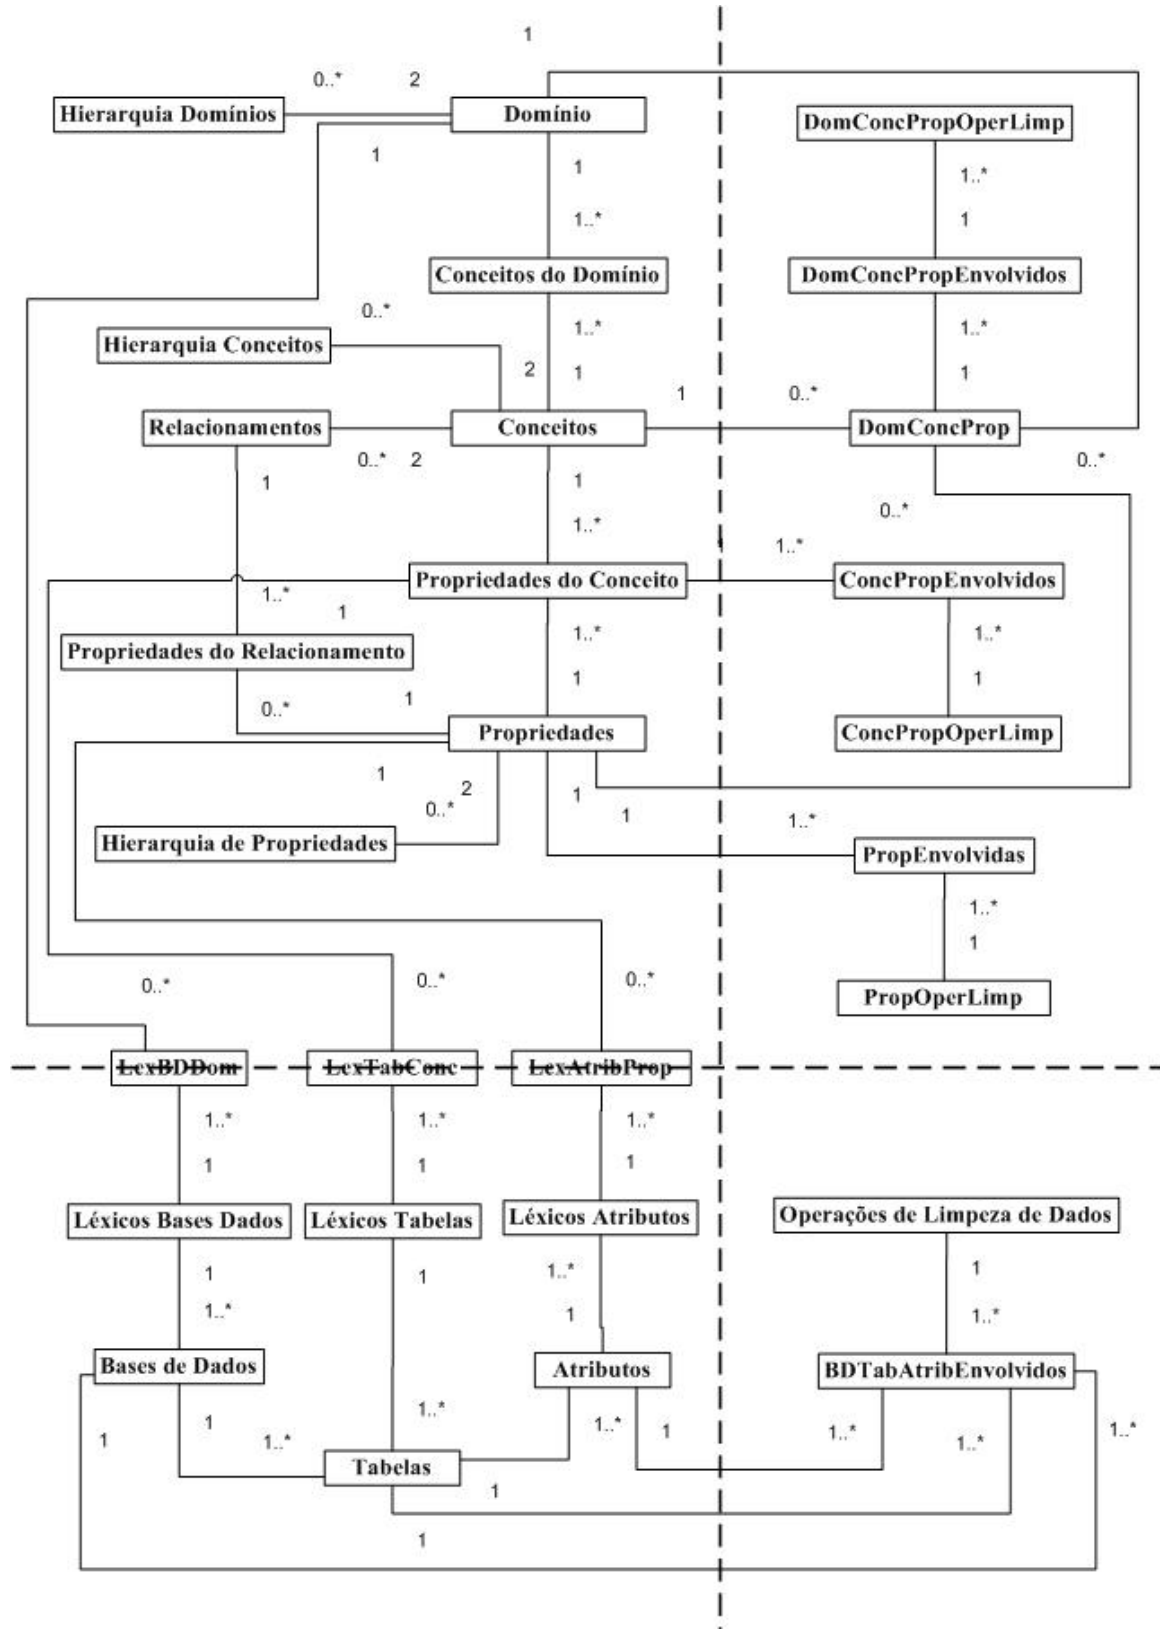 1
0..* 2
Hierarquia Domínios
Domínio
DomConcPropOperLimp
1
1
1..*
1..*
1
Conceitos do Domínio
DomConcPropEnvolvidos
0..*
1..*
1..*
Hierarquia Conceitos
2
1
1
1
0..*
Relacionamentos
Conceitos
DomConcProp
0..* 2
0..*
1
1
0..*
1..*
1..*
Propriedades do Conceito
ConcPropEnvolvidos
1..*
1
1..*
1..*
Propriedades do Relacionamento
1
1
0..*
1
Propriedades
ConcPropOperLimp
1
2
0..*
1
1
1..*
Hierarquia de Propriedades
PropEnvolvidas
1..*
1
0..*
0..*
0..*
PropOperLimp
LexBDDom
LexTabConc
LexAtribProp
1..*
1..*
1..*
1
1
1
Léxicos Bases Dados
Léxicos Tabelas
Léxicos Atributos
Operações de Limpeza de Dados
1
1
1..*
1
1..*
1
1..*
Bases de Dados
Atributos
BDTabAtribEnvolvidos
1
1
1..*
1..*
1..*
1
1..*
1..*
1..*
Tabelas
1
1